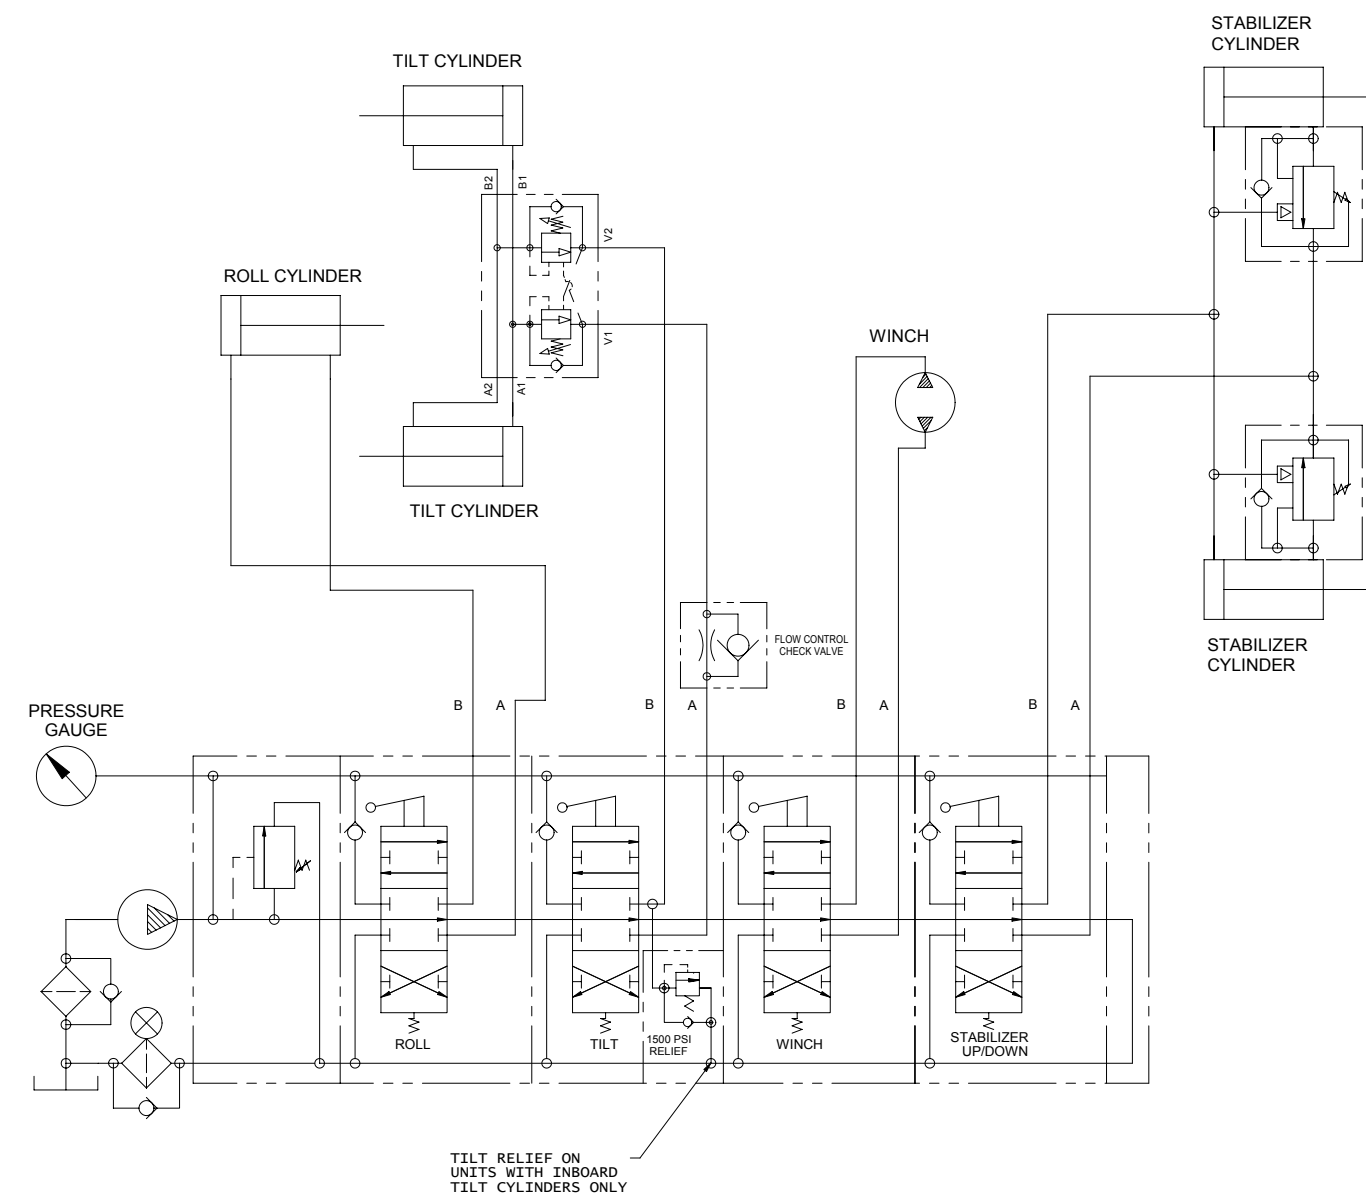 STABILIZER
CYLINDER
TILT CYLINDER
B2
B1
V2
ROLL CYLINDER
V1
WINCH
A2
A1
TILT CYLINDER
FLOW CONTROL
CHECK VALVE
STABILIZER
CYLINDER
B
A
B
A
B
A
B
A
PRESSURE
GAUGE
ROLL
TILT
1500 PSI
RELIEF
WINCH
STABILIZER
UP/DOWN
TILT RELIEF ON
UNITS WITH INBOARD
TILT CYLINDERS ONLY